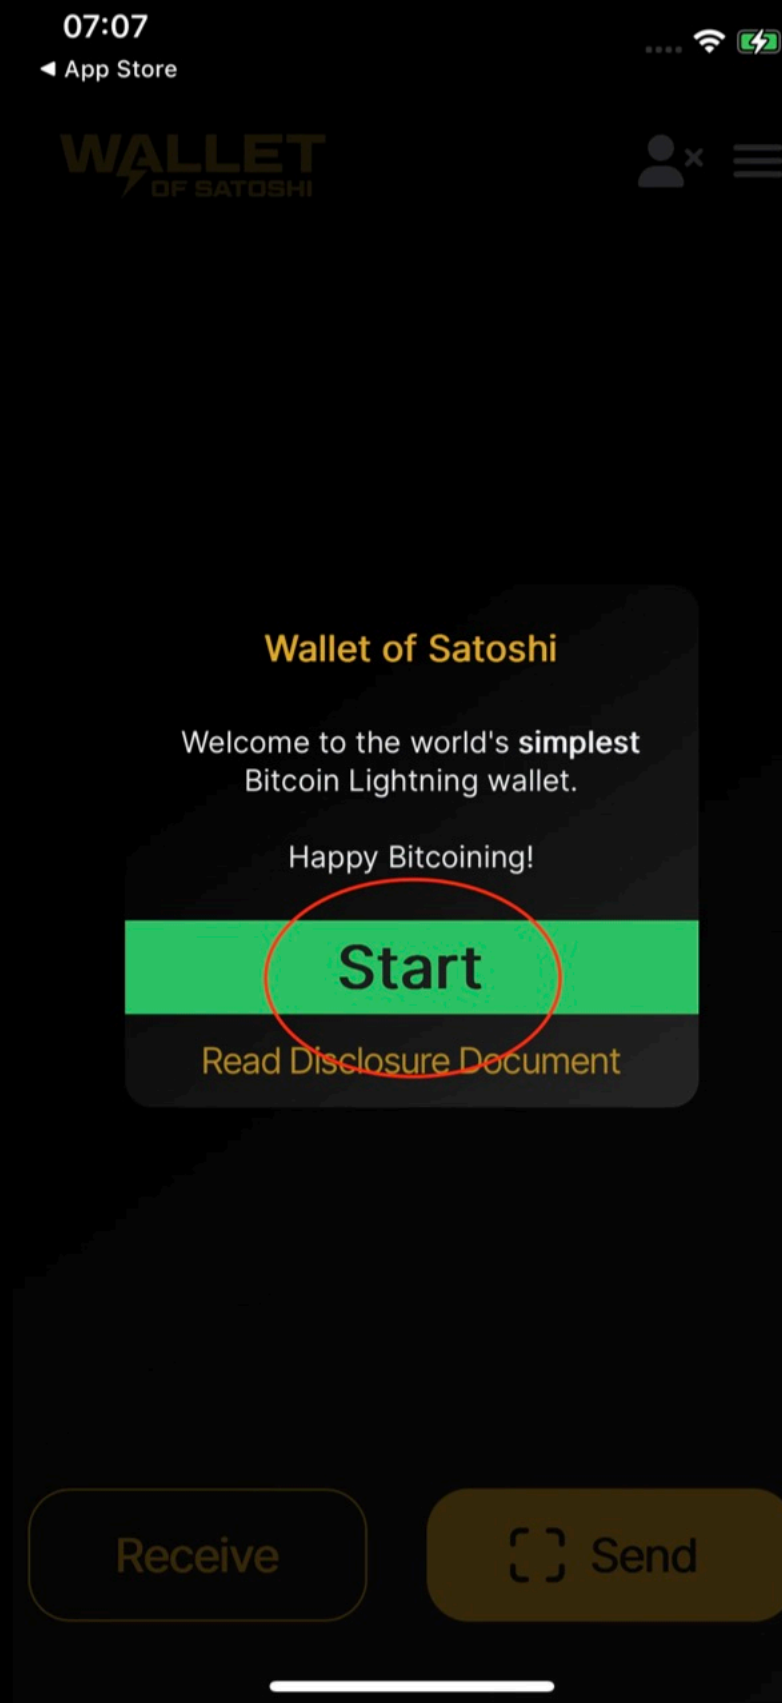 07:07
◀ App Store
WALLET
OF SATOSHI
Wallet of Satoshi
Welcome to the world's simplest
Bitcoin Lightning wallet.
Happy Bitcoining!
Start
Read Disclosure Document
Receive
Send